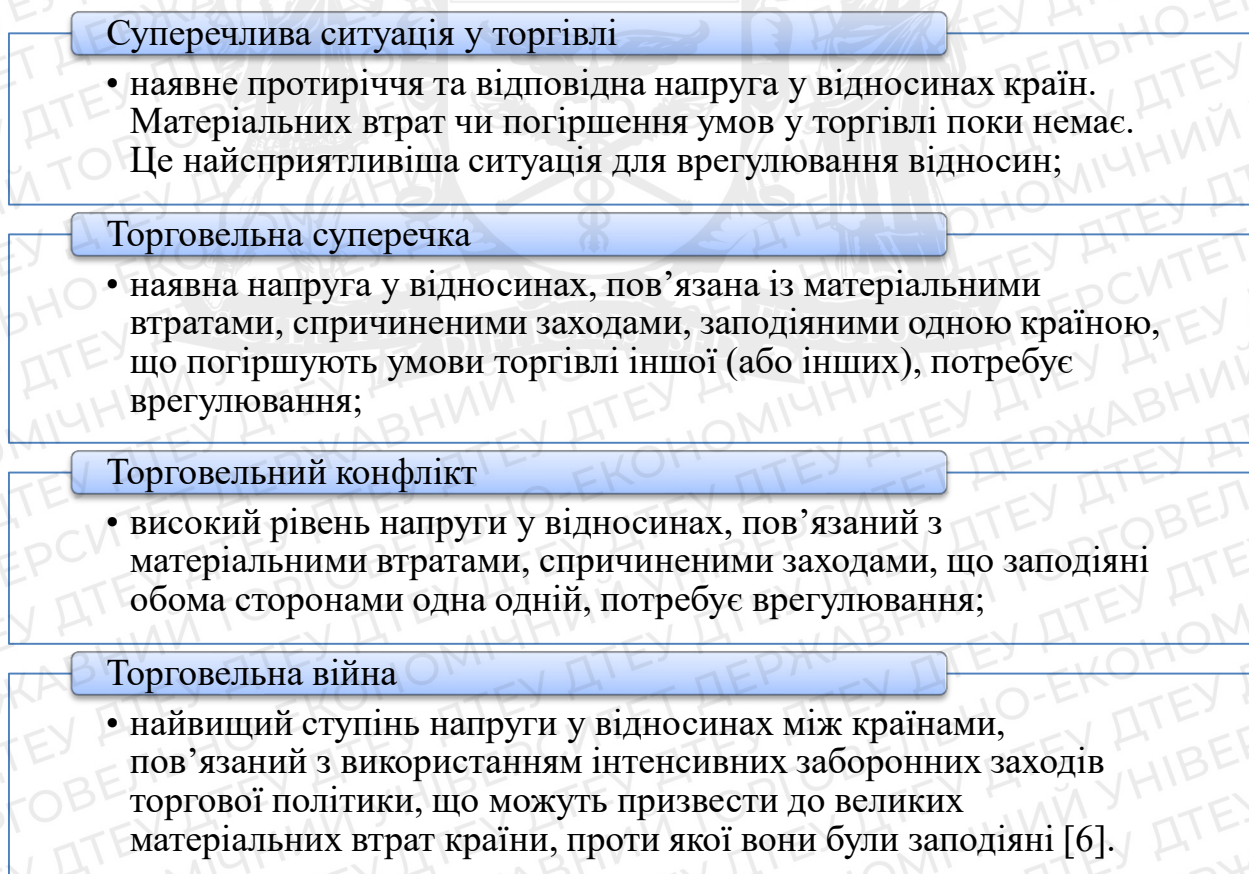 Суперечлива ситуація у торгівлі
• наявне протиріччя та відповідна напруга у відносинах країн.
Матеріальних втрат чи погіршення умов у торгівлі поки немає.
Це найсприятливіша ситуація для врегулювання відносин;
Торговельна суперечка
• наявна напруга у відносинах, пов’язана із матеріальними
втратами, спричиненими заходами, заподіяними одною країною,
що погіршують умови торгівлі іншої (або інших), потребує
врегулювання;
Торговельний конфлікт
• високий рівень напруги у відносинах, пов’язаний з
матеріальними втратами, спричиненими заходами, що заподіяні
обома сторонами одна одній, потребує врегулювання;
Торговельна війна
• найвищий ступінь напруги у відносинах між країнами,
пов’язаний з використанням інтенсивних заборонних заходів
торгової політики, що можуть призвести до великих
матеріальних втрат країни, проти якої вони були заподіяні [6].